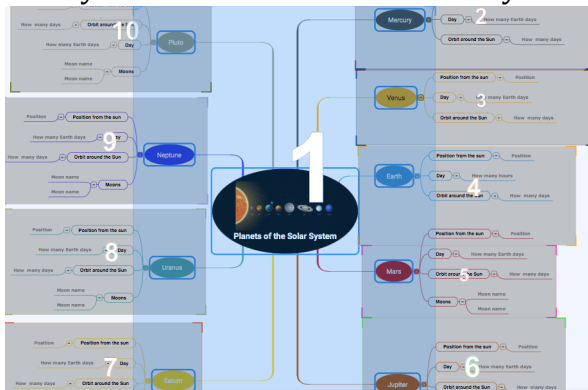 1
Planets of the Solar System
2
Mercury
Day
How many Earth days
Orbit around the Sun
How many days
3
Venus
Position from the sun
Position
Day
many Earth days
Orbit around the Sun
How many days
4
Earth
Position from the sun
Position
Day
How many hours
Orbit around the Sun
How many days
5
Mars
Position from the sun
Position
Day
How many Earth days
Orbit around the Sun
How many days
Moons
Moon name
Moon name
6
Jupiter
Position from the sun
Position
Day
How many Earth days
Orbit around the Sun
How many days
7
Saturn
Position
Position from the sun
How many Earth days
Day
How many days
Orbit around the Sun
8
Uranus
Position
Position from the sun
How many Earth days
Day
How many days
Orbit around the Sun
Moon name
Moons
Moon name
9
Neptune
Position
Position from the sun
How many Earth days
How many days
Orbit around the Sun
Moon name
Moons
Moon name
10
Pluto
How many days
Orbit around the
How many Earth days
Day
Moon name
Moons
Moon name